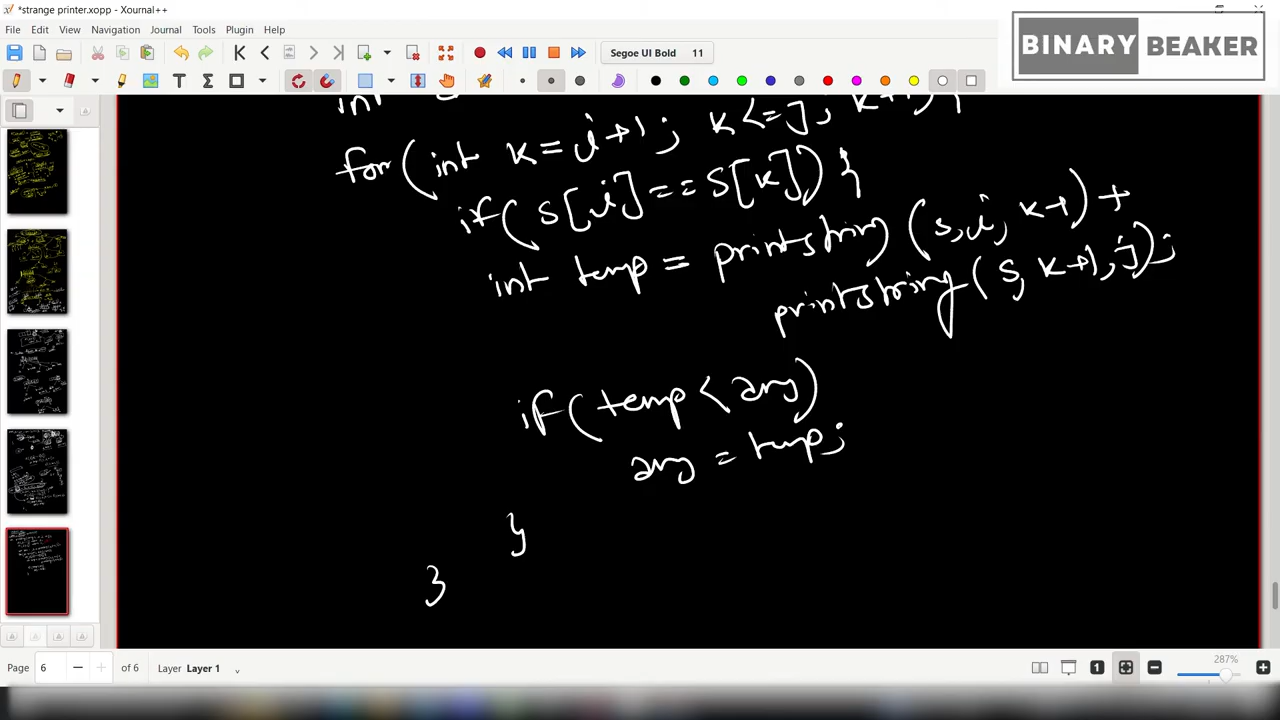 *strange printer.xopp - Xournal++
File Edit View Navigation Journal Tools Plugin Help
BINARY BEAKER
Segoe UI Bold 11
int
for(int k=i+1; k<=j; k++){
if(s[i]==s[k]){
int temp = printstring(s,i,k-1)+
printstring(s,k+1,j);
if(temp<ans)
ans = temp;
}
}
Page 6 of 6 Layer Layer 1 287%